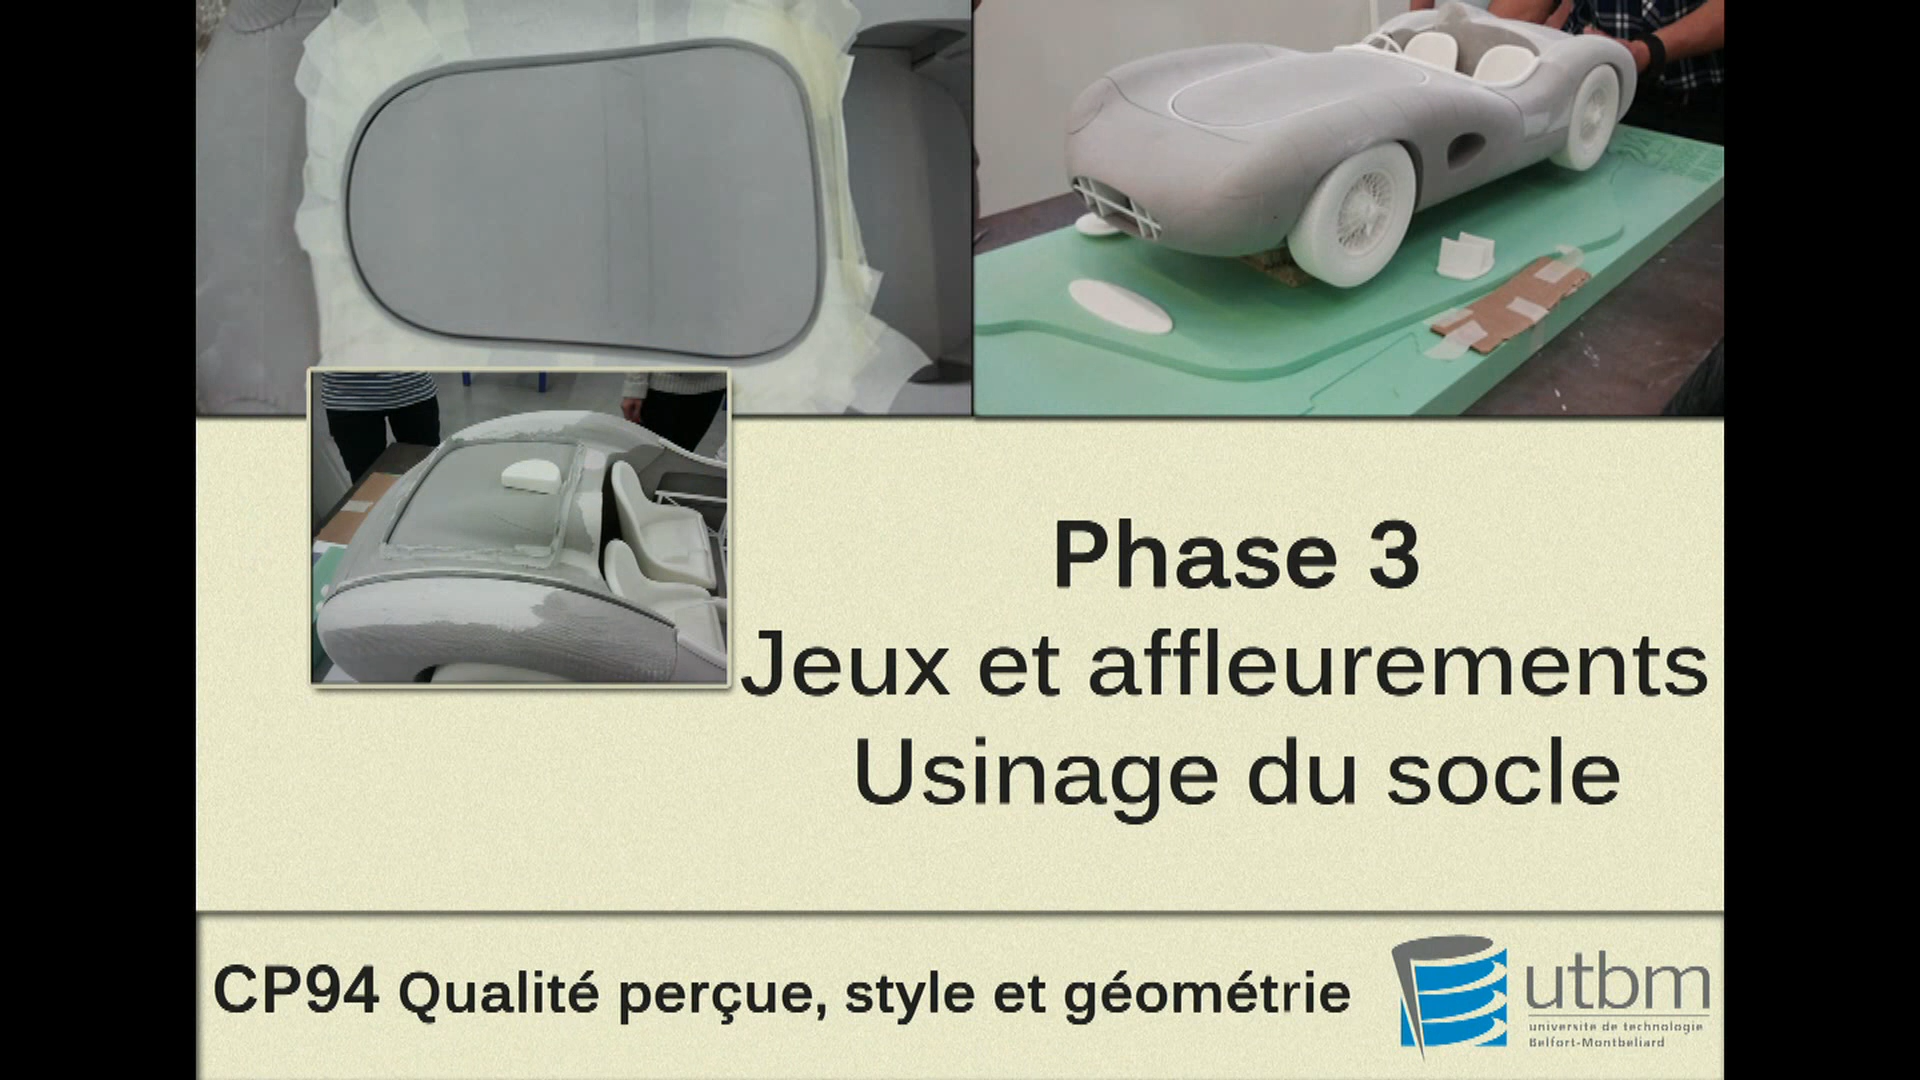 Phase 3
Jeux et affleurements
Usinage du socle
CP94 Qualité perçue, style et géométrie
utbm
université de technologie
Belfort-Montbéliard